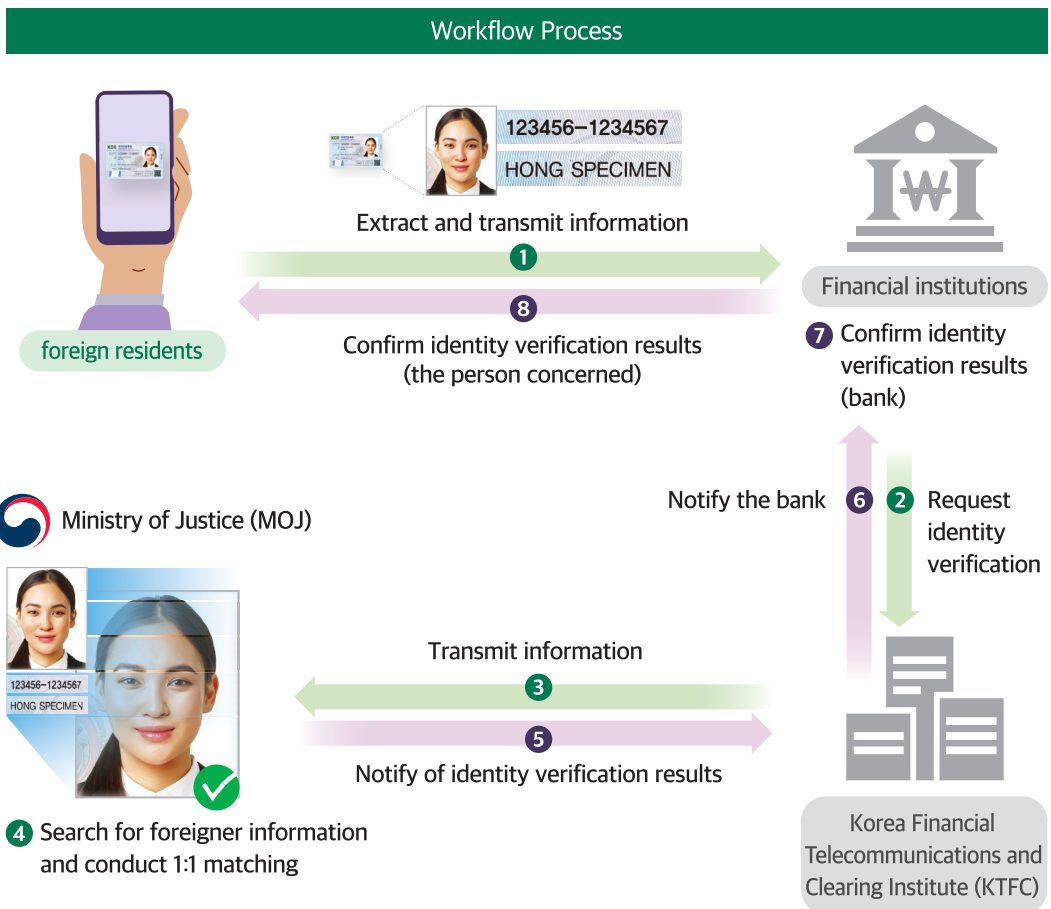 Workflow Process
123456-1234567
HONG SPECIMEN
Extract and transmit information
1
8
Confirm identity verification results
(the person concerned)
foreign residents
Financial institutions
7 Confirm identity
verification results
(bank)
Notify the bank 6
2 Request
identity
verification
Ministry of Justice (MOJ)
123456-1234567
HONG SPECIMEN
Transmit information
3
5
Notify of identity verification results
4 Search for foreigner information
and conduct 1:1 matching
Korea Financial
Telecommunications and
Clearing Institute (KTFC)